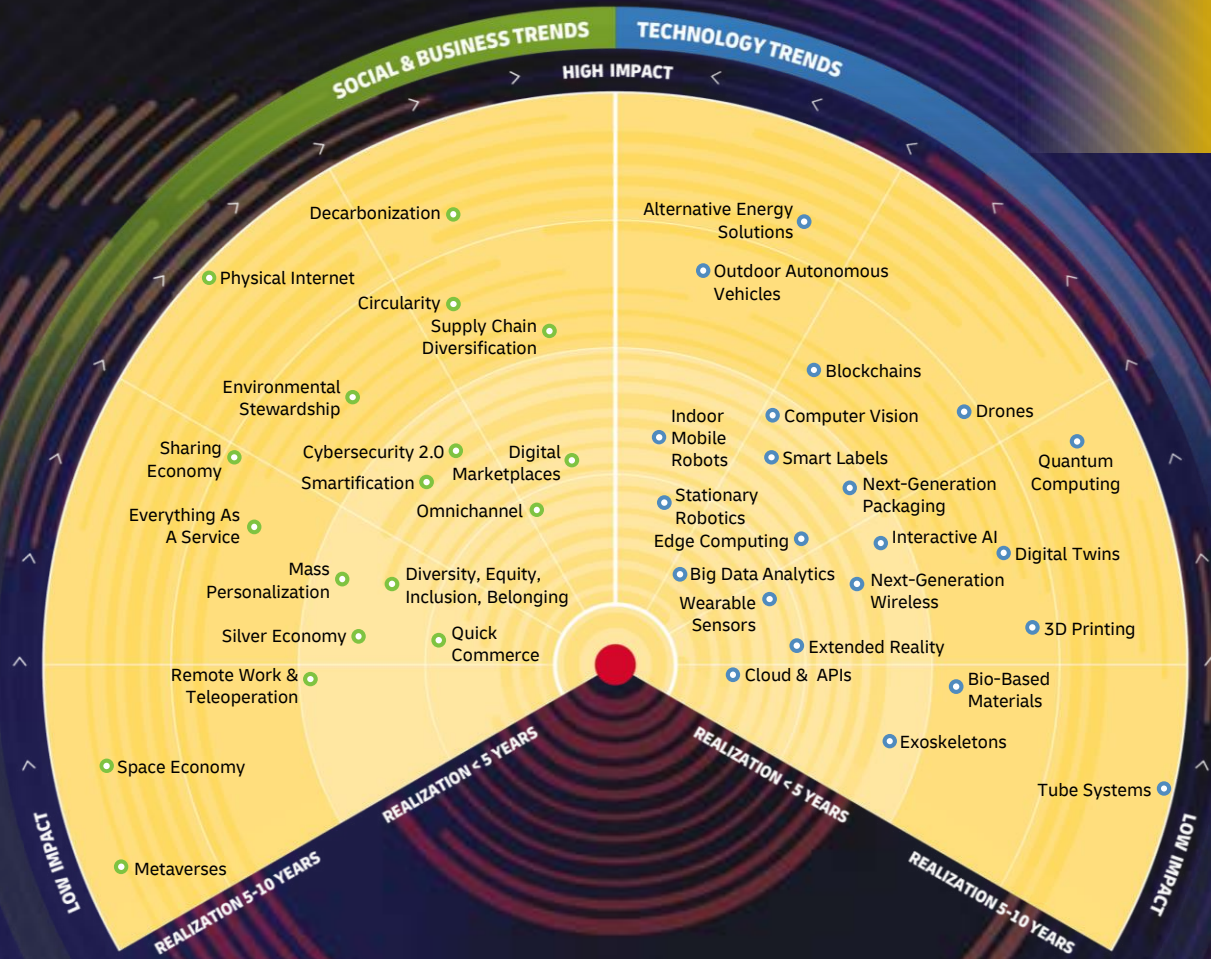 SOCIAL & BUSINESS TRENDS
TECHNOLOGY TRENDS
HIGH IMPACT
Decarbonization
Physical Internet
Circularity
Supply Chain
Diversification
Environmental
Stewardship
Sharing
Economy
Cybersecurity 2.0
Digital
Marketplaces
Smartification
Omnichannel
Everything As
A Service
Mass
Personalization
Diversity, Equity,
Inclusion, Belonging
Silver Economy
Quick
Commerce
Remote Work &
Teleoperation
Space Economy
Metaverses
LOW IMPACT
REALIZATION 5-10 YEARS
REALIZATION < 5 YEARS
Alternative Energy
Solutions
Outdoor Autonomous
Vehicles
Blockchains
Computer Vision
Drones
Indoor
Mobile
Robots
Smart Labels
Quantum
Computing
Next-Generation
Packaging
Stationary
Robotics
Edge Computing
Interactive AI
Digital Twins
Big Data Analytics
Next-Generation
Wireless
Wearable
Sensors
3D Printing
Extended Reality
Cloud & APIs
Bio-Based
Materials
Exoskeletons
Tube Systems
REALIZATION < 5 YEARS
REALIZATION 5-10 YEARS
LOW IMPACT